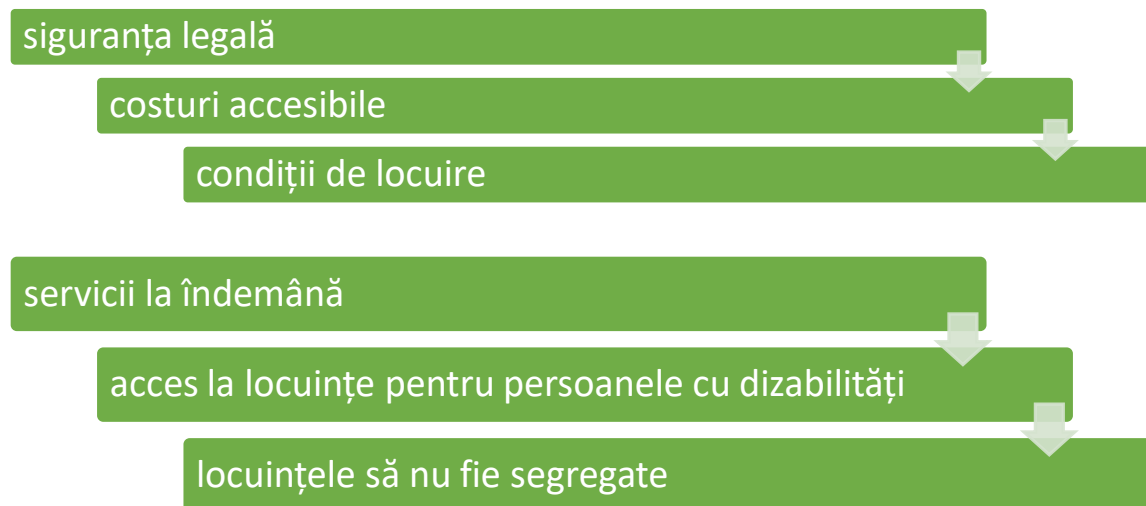 siguranța legală
costuri accesibile
condiții de locuire
servicii la îndemână
acces la locuințe pentru persoanele cu dizabilități
locuințele să nu fie segregate